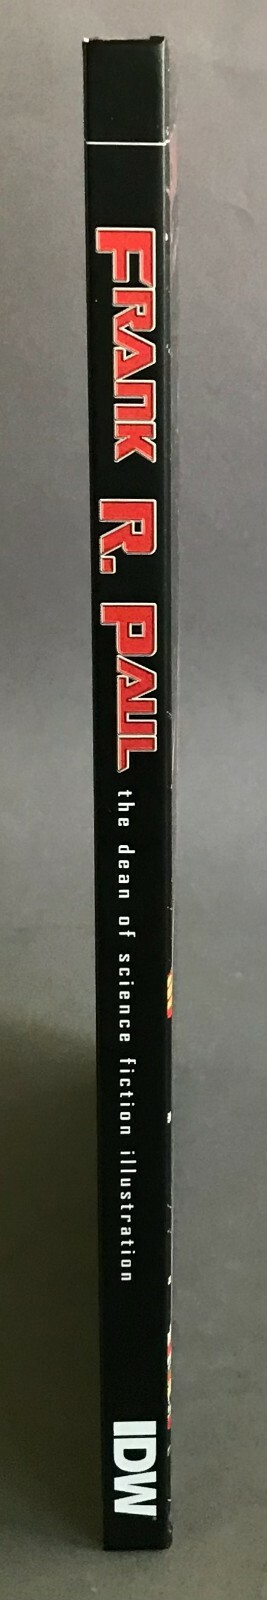 FRANK R. PAUL
the dean of science fiction illustration
IDW